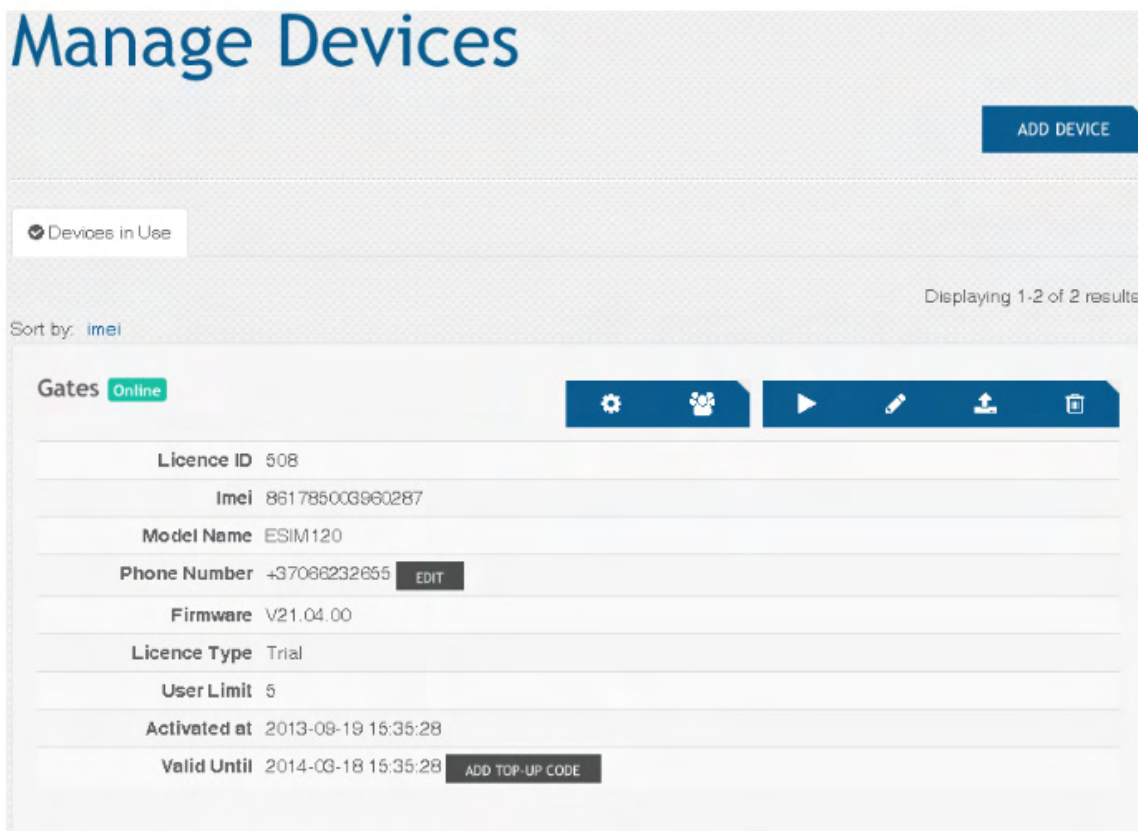 Manage Devices
ADD DEVICE
Devices in Use
Displaying 1-2 of 2 results
Sort by: imei
Gates Online
Licence ID 508
Imei 861785003960287
Model Name ESIM120
Phone Number +37066232655 EDIT
Firmware V21.04.00
Licence Type Trial
User Limit 5
Activated at 2013-09-19 15:35:28
Valid Until 2014-03-18 15:35:28 ADD TOP-UP CODE